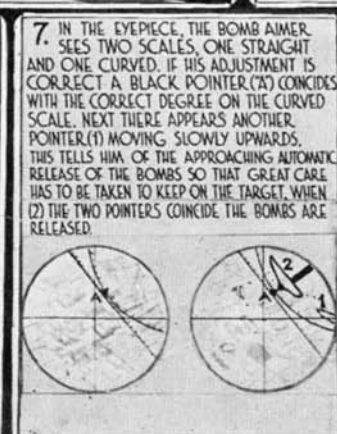 7. IN THE EYEPIECE, THE BOMB AIMER
SEES TWO SCALES, ONE STRAIGHT
AND ONE CURVED. IF HIS ADJUSTMENT IS
CORRECT A BLACK POINTER ("A") COINCIDES
WITH THE CORRECT DEGREE ON THE CURVED
SCALE. NEXT THERE APPEARS ANOTHER
POINTER.(1) MOVING SLOWLY UPWARDS.
THIS TELLS HIM OF THE APPROACHING AUTOMATIC
RELEASE OF THE BOMBS SO THAT GREAT CARE
HAS TO BE TAKEN TO KEEP ON THE TARGET. WHEN
(2) THE TWO POINTERS COINCIDE THE BOMBS ARE
RELEASED.
A
A
2
1